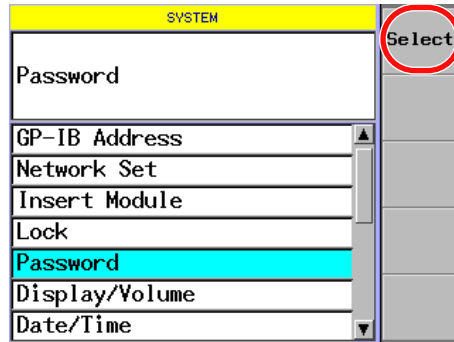 SYSTEM
Select
Password
GP-IB Address
Network Set
Insert Module
Lock
Password
Display/Volume
Date/Time